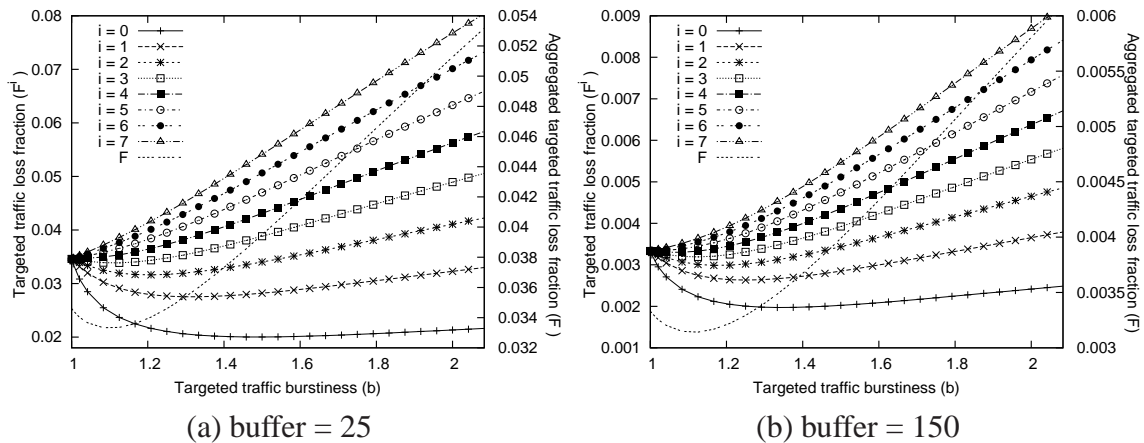 0.08
0.07
0.06
0.05
0.04
0.03
0.02
Targeted traffic loss fraction (F^i)
i = 0
i = 1
i = 2
i = 3
i = 4
i = 5
i = 6
i = 7
F
0.054
0.052
0.05
0.048
0.046
0.044
0.042
0.04
0.038
0.036
0.034
0.032
Aggregated targeted traffic loss fraction (F )
1 1.2 1.4 1.6 1.8 2
Targeted traffic burstiness (b)
(a) buffer = 25
0.009
0.008
0.007
0.006
0.005
0.004
0.003
0.002
0.001
Targeted traffic loss fraction (F^i)
i = 0
i = 1
i = 2
i = 3
i = 4
i = 5
i = 6
i = 7
F
0.006
0.0055
0.005
0.0045
0.004
0.0035
0.003
Aggregated targeted traffic loss fraction (F )
1 1.2 1.4 1.6 1.8 2
Targeted traffic burstiness (b)
(b) buffer = 150